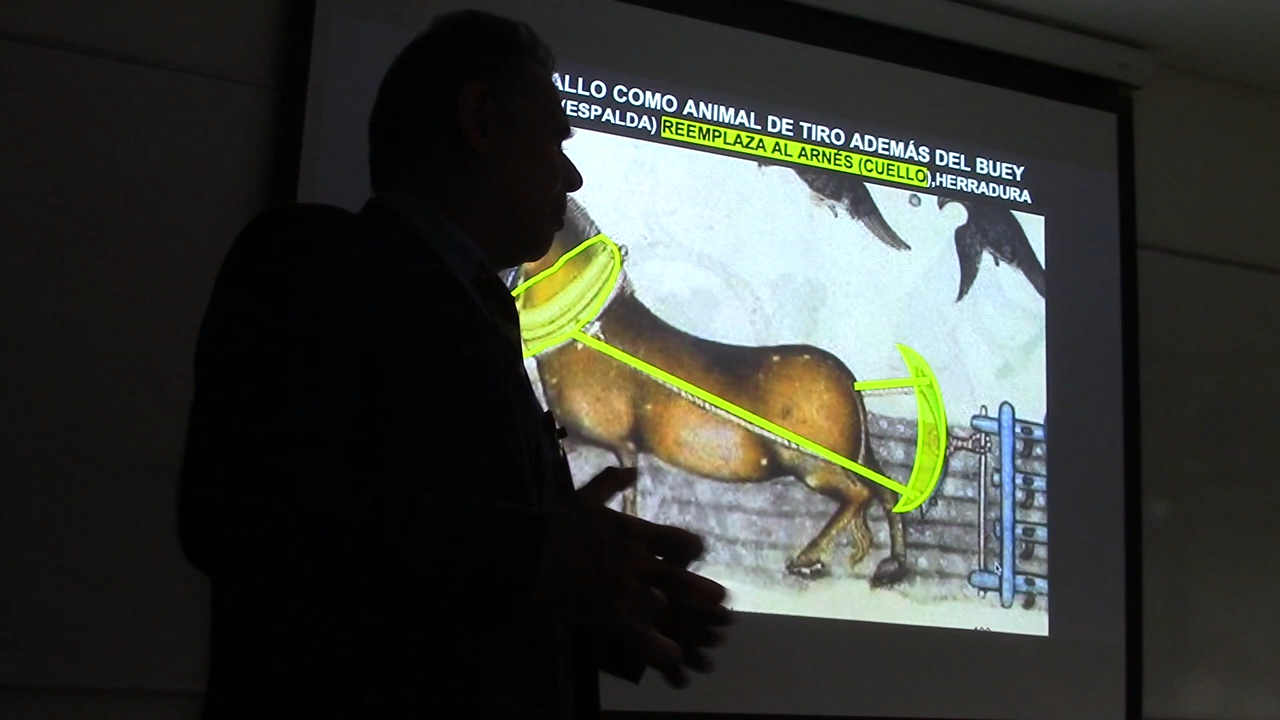 ALLO COMO ANIMAL DE TIRO ADEMÁS DEL BUEY
(ESPALDA) REEMPLAZA AL ARNÉS (CUELLO),HERRADURA